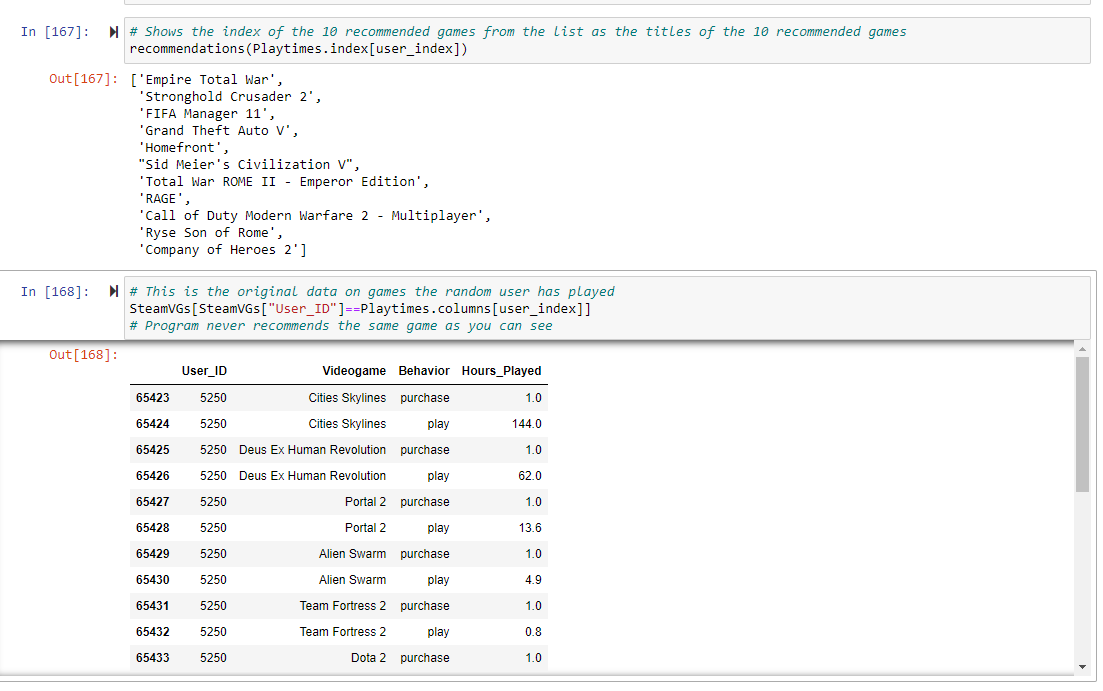 In [167]: # Shows the index of the 10 recommended games from the list as the titles of the 10 recommended games
recommendations(Playtimes.index[user_index])
Out[167]: ['Empire Total War',
'Stronghold Crusader 2',
'FIFA Manager 11',
'Grand Theft Auto V',
'Homefront',
"Sid Meier's Civilization V",
'Total War ROME II - Emperor Edition',
'RAGE',
'Call of Duty Modern Warfare 2 - Multiplayer',
'Ryse Son of Rome',
'Company of Heroes 2']
In [168]: # This is the original data on games the random user has played
SteamVGs[SteamVGs["User_ID"]==Playtimes.columns[user_index]]
# Program never recommends the same game as you can see
Out[168]:
User_ID Videogame Behavior Hours_Played
65423 5250 Cities Skylines purchase 1.0
65424 5250 Cities Skylines play 144.0
65425 5250 Deus Ex Human Revolution purchase 1.0
65426 5250 Deus Ex Human Revolution play 62.0
65427 5250 Portal 2 purchase 1.0
65428 5250 Portal 2 play 13.6
65429 5250 Alien Swarm purchase 1.0
65430 5250 Alien Swarm play 4.9
65431 5250 Team Fortress 2 purchase 1.0
65432 5250 Team Fortress 2 play 0.8
65433 5250 Dota 2 purchase 1.0